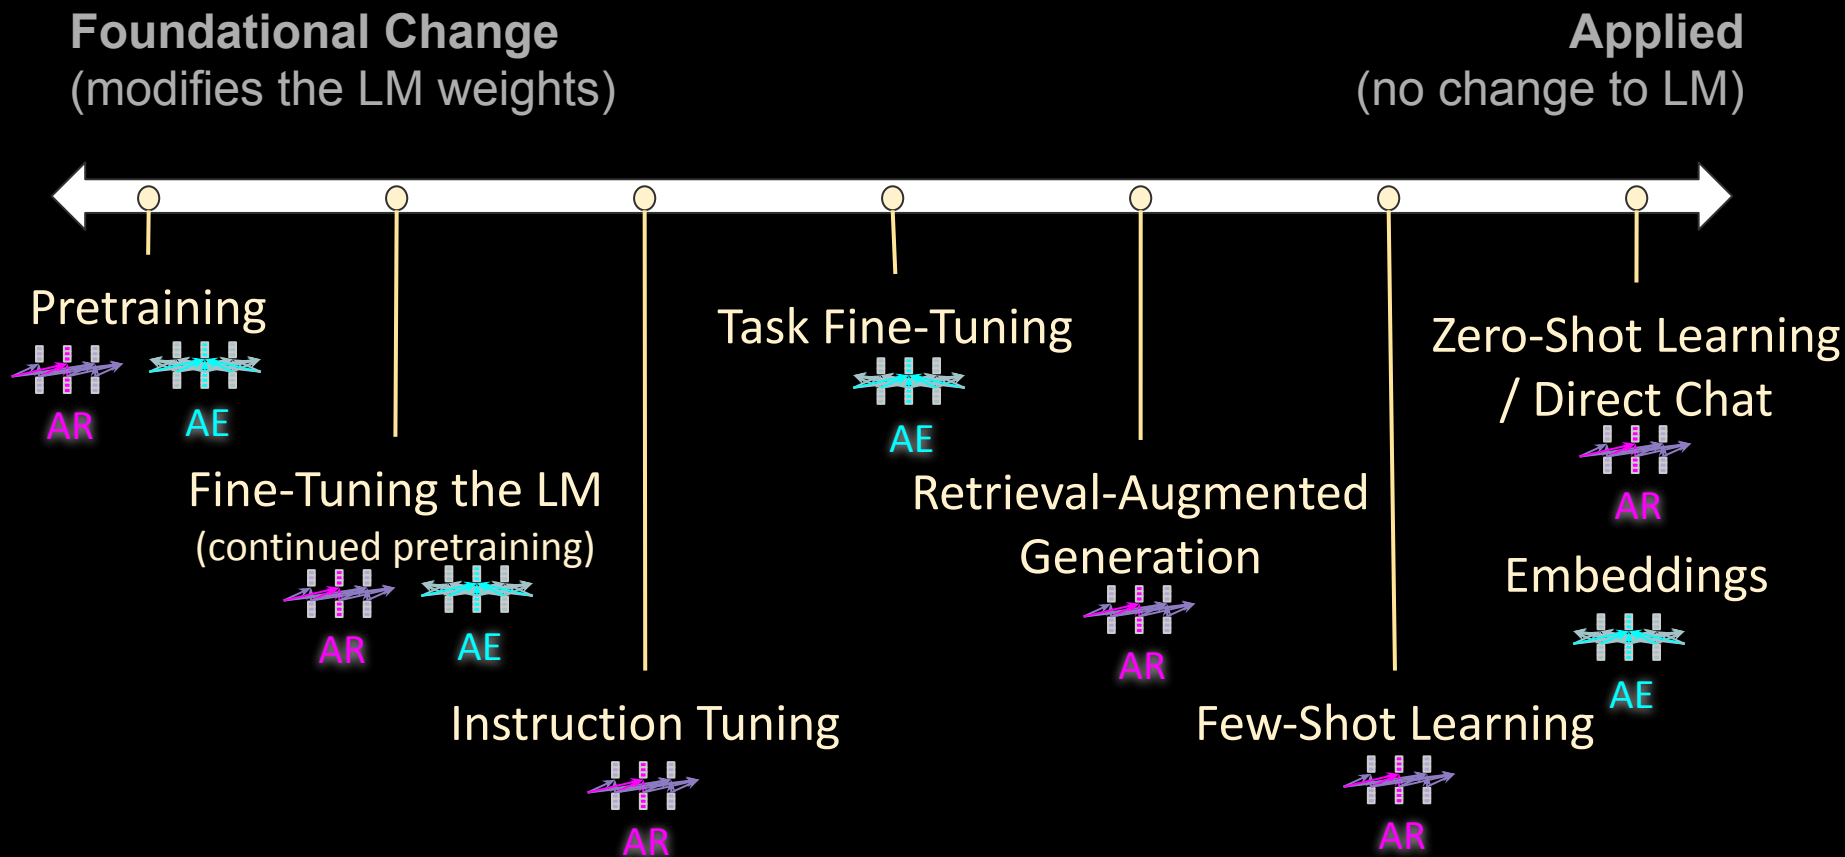 Foundational Change
(modifies the LM weights)
Applied
(no change to LM)
Pretraining
AR
AE
Fine-Tuning the LM
(continued pretraining)
AR
AE
Instruction Tuning
AR
Task Fine-Tuning
AE
Retrieval-Augmented
Generation
AR
Few-Shot Learning
AR
Zero-Shot Learning
/ Direct Chat
AR
Embeddings
AE